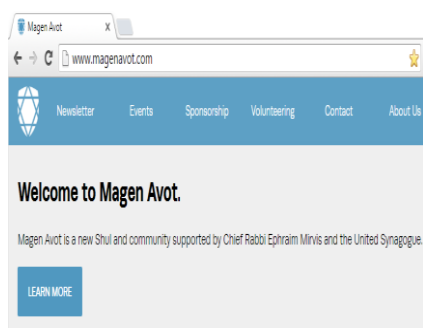 Magen Avot x
www.magenavot.com
Newsletter Events Sponsorship Volunteering Contact About Us
Welcome to Magen Avot.
Magen Avot is a new Shul and community supported by Chief Rabbi Ephraim Mirvis and the United Synagogue.
LEARN MORE